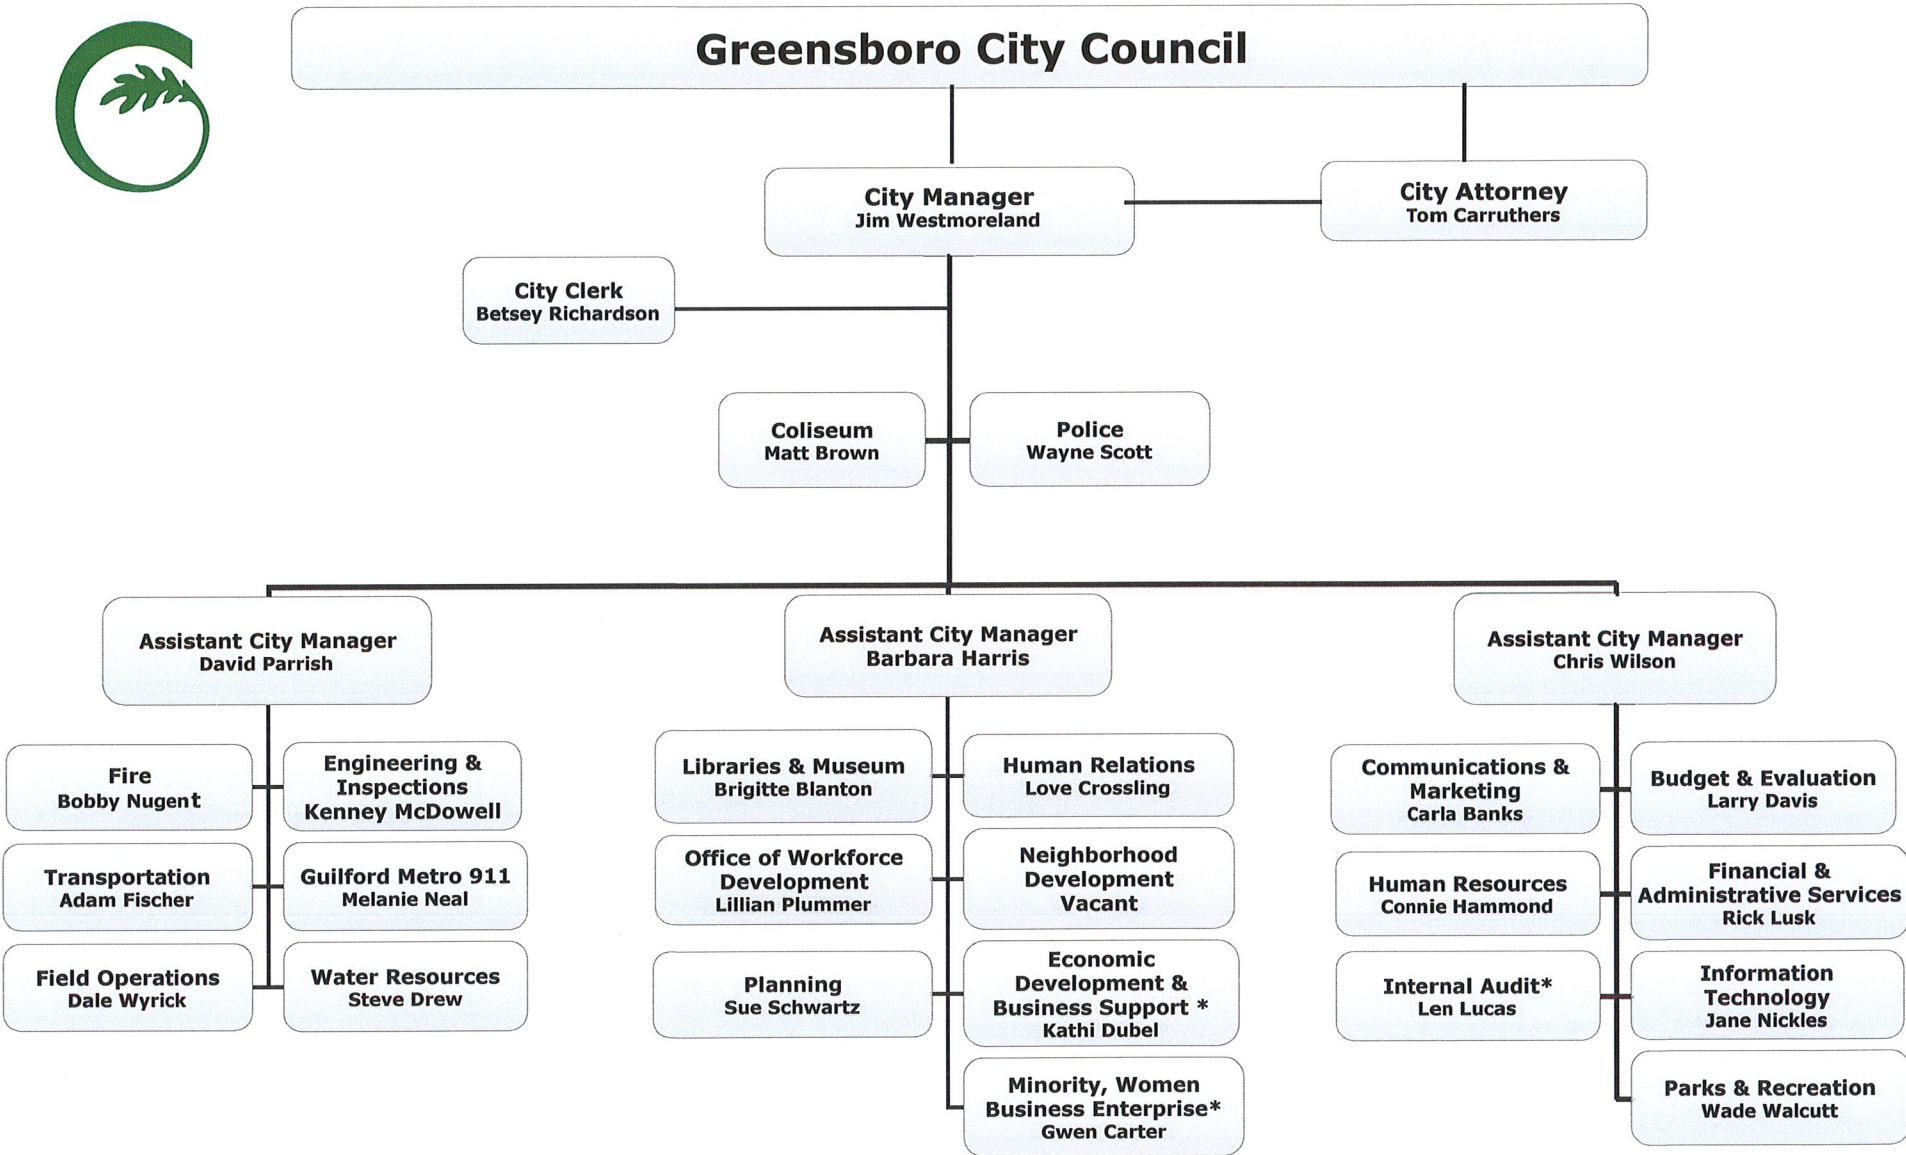 Greensboro City Council
City Manager
Jim Westmoreland
City Attorney
Tom Carruthers
City Clerk
Betsey Richardson
Coliseum
Matt Brown
Police
Wayne Scott
Assistant City Manager
David Parrish
Assistant City Manager
Barbara Harris
Assistant City Manager
Chris Wilson
Fire
Bobby Nugent
Engineering &
Inspections
Kenney McDowell
Transportation
Adam Fischer
Guilford Metro 911
Melanie Neal
Field Operations
Dale Wyrick
Water Resources
Steve Drew
Libraries & Museum
Brigitte Blanton
Human Relations
Love Crossling
Office of Workforce
Development
Lillian Plummer
Neighborhood
Development
Vacant
Planning
Sue Schwartz
Economic
Development &
Business Support *
Kathi Dubel
Minority, Women
Business Enterprise*
Gwen Carter
Communications &
Marketing
Carla Banks
Budget & Evaluation
Larry Davis
Human Resources
Connie Hammond
Financial &
Administrative Services
Rick Lusk
Internal Audit*
Len Lucas
Information
Technology
Jane Nickles
Parks & Recreation
Wade Walcutt